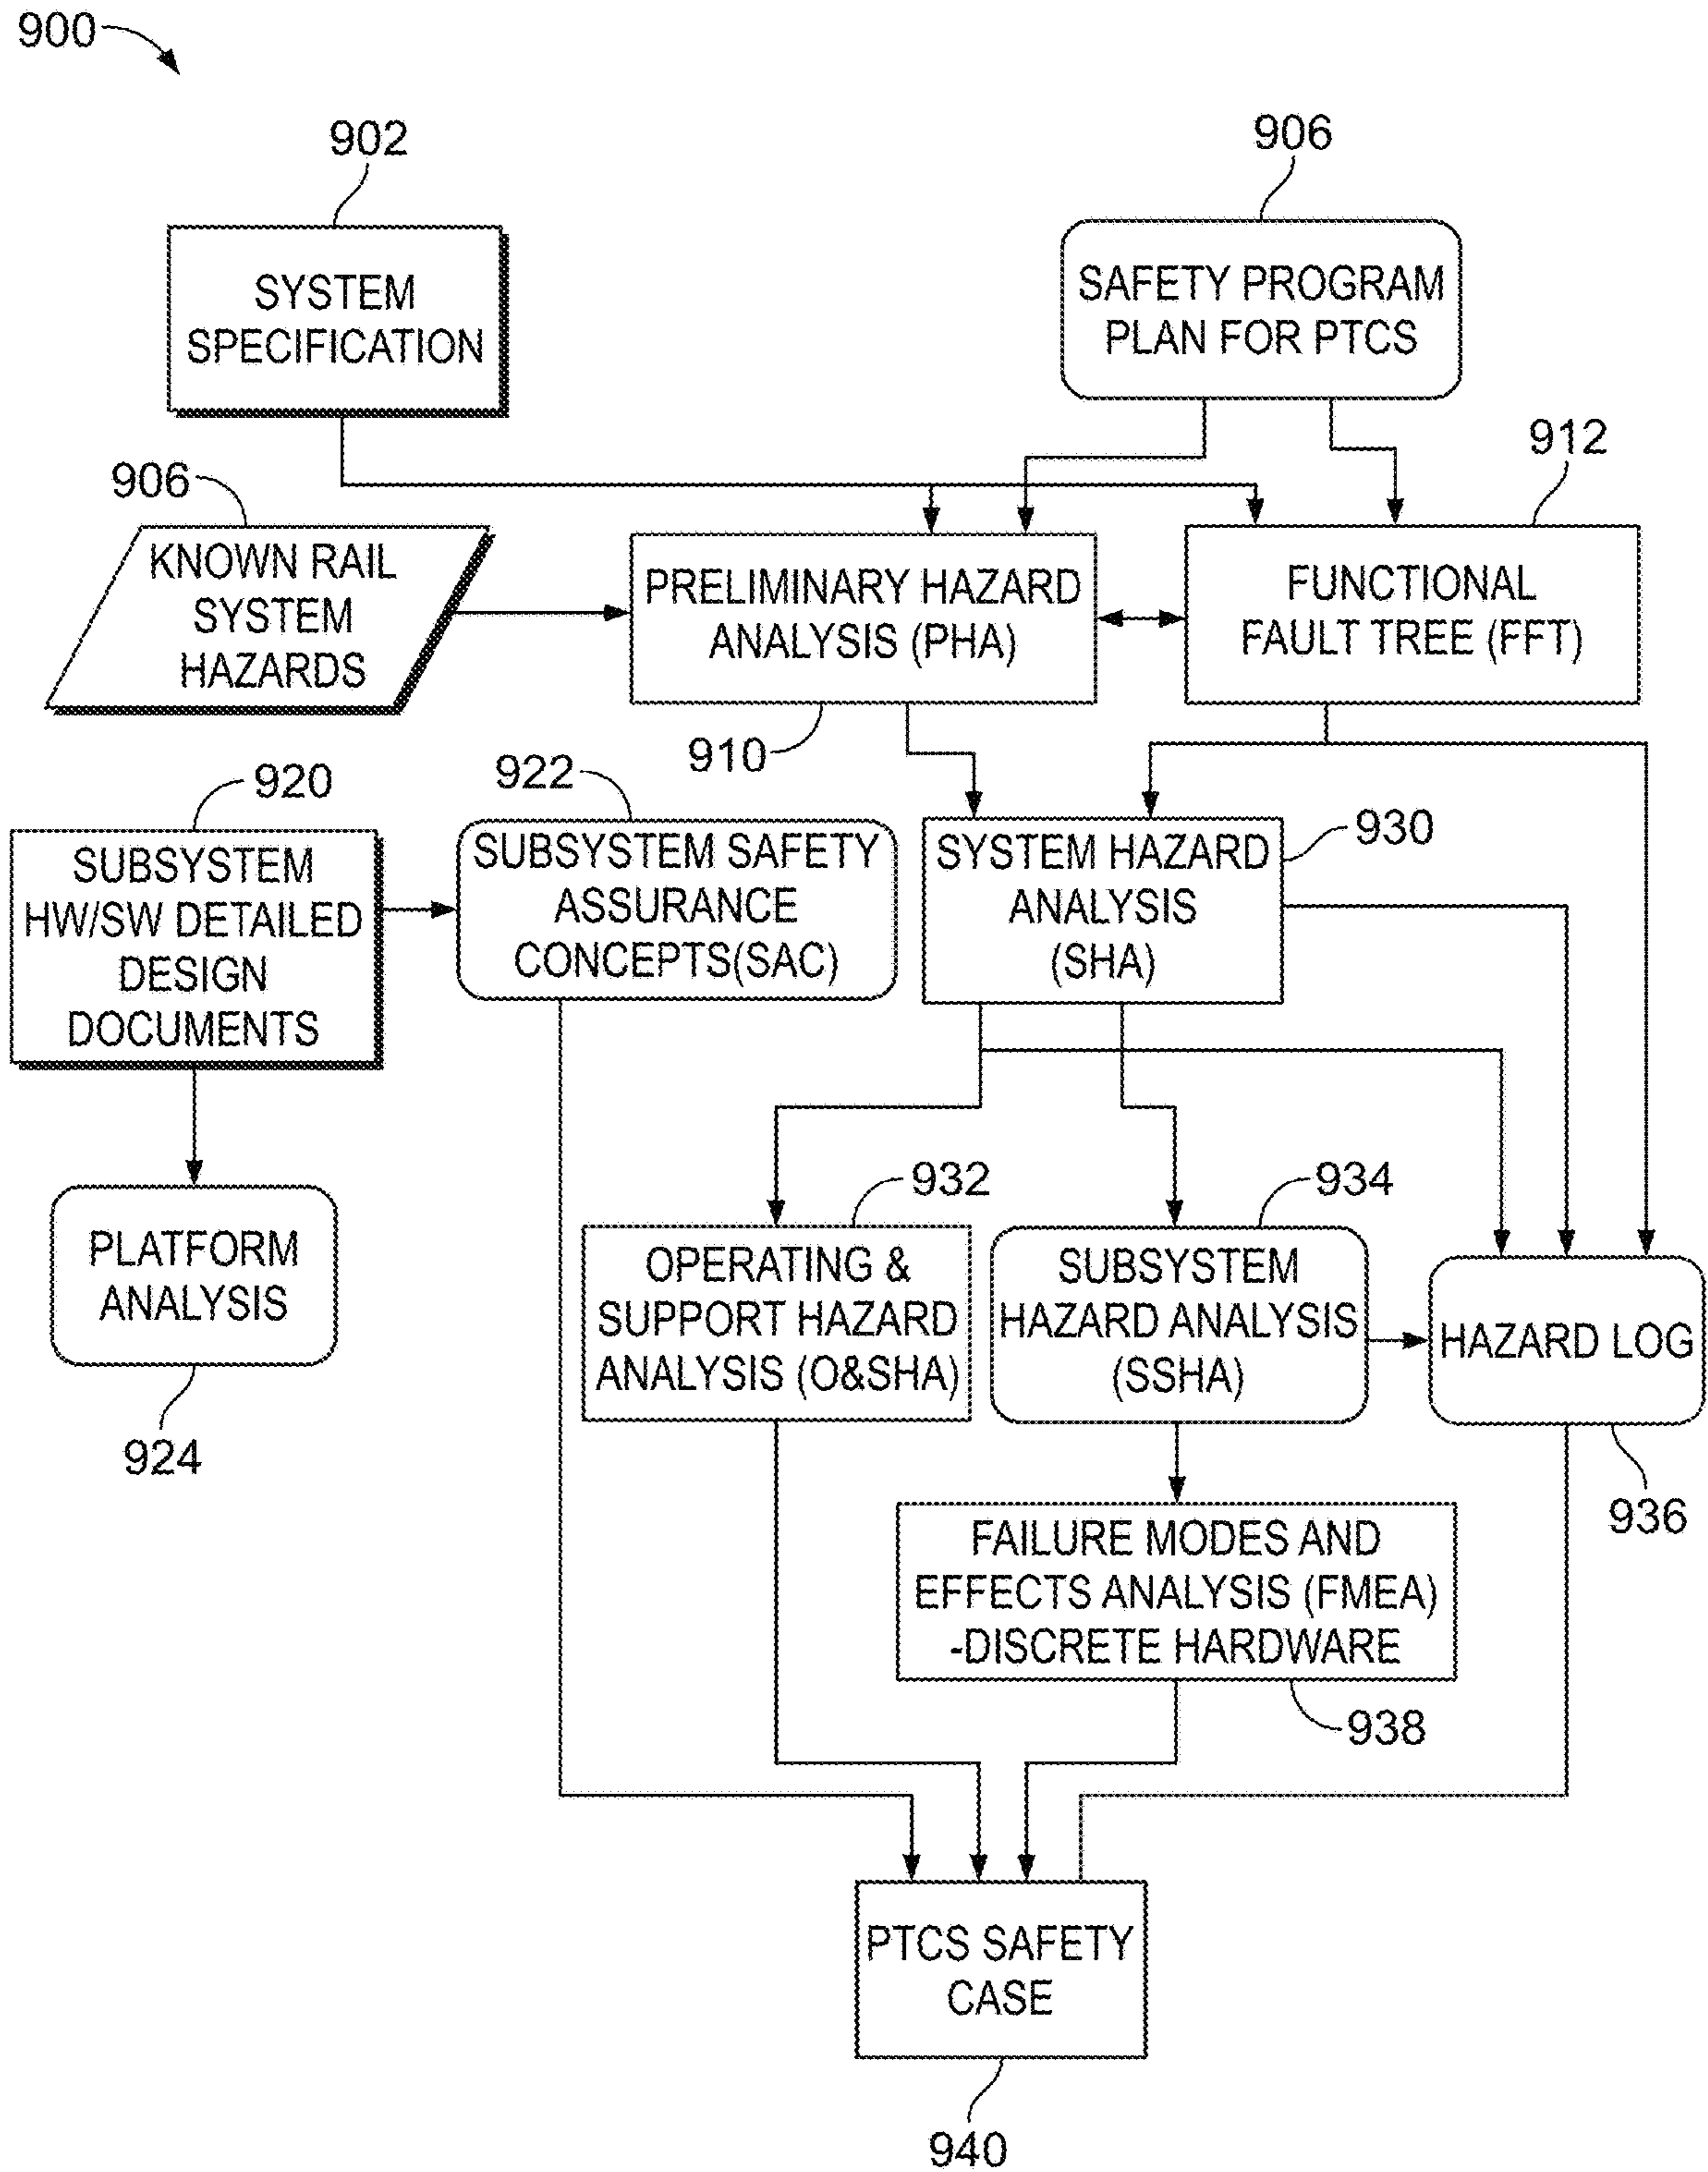 900
902
SYSTEM
SPECIFICATION
906
SAFETY PROGRAM
PLAN FOR PTCS
906
KNOWN RAIL
SYSTEM
HAZARDS
PRELIMINARY HAZARD
ANALYSIS (PHA)
910
912
FUNCTIONAL
FAULT TREE (FFT)
920
SUBSYSTEM
HW/SW DETAILED
DESIGN
DOCUMENTS
922
SUBSYSTEM SAFETY
ASSURANCE
CONCEPTS(SAC)
SYSTEM HAZARD
ANALYSIS
(SHA)
930
PLATFORM
ANALYSIS
924
932
OPERATING &
SUPPORT HAZARD
ANALYSIS (O&SHA)
934
SUBSYSTEM
HAZARD ANALYSIS
(SSHA)
HAZARD LOG
936
FAILURE MODES AND
EFFECTS ANALYSIS (FMEA)
-DISCRETE HARDWARE
938
PTCS SAFETY
CASE
940